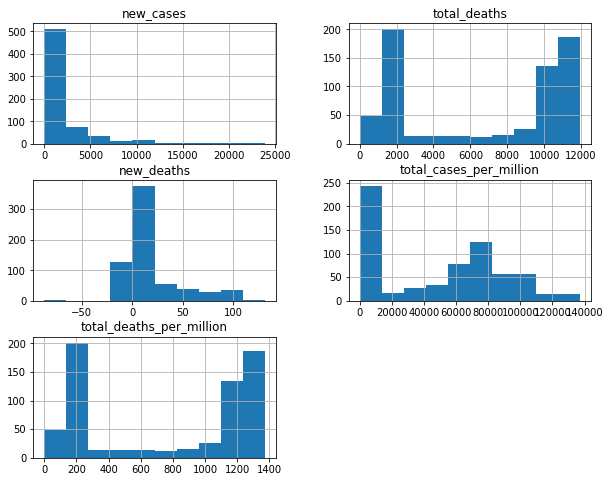 new_cases
500
400
300
200
100
0
0 5000 10000 15000 20000 25000
total_deaths
200
150
100
50
0
0 2000 4000 6000 8000 10000 12000
new_deaths
300
200
100
0
−50 0 50 100
total_cases_per_million
250
200
150
100
50
0
0 20000 40000 60000 80000 100000 120000 140000
total_deaths_per_million
200
150
100
50
0
0 200 400 600 800 1000 1200 1400